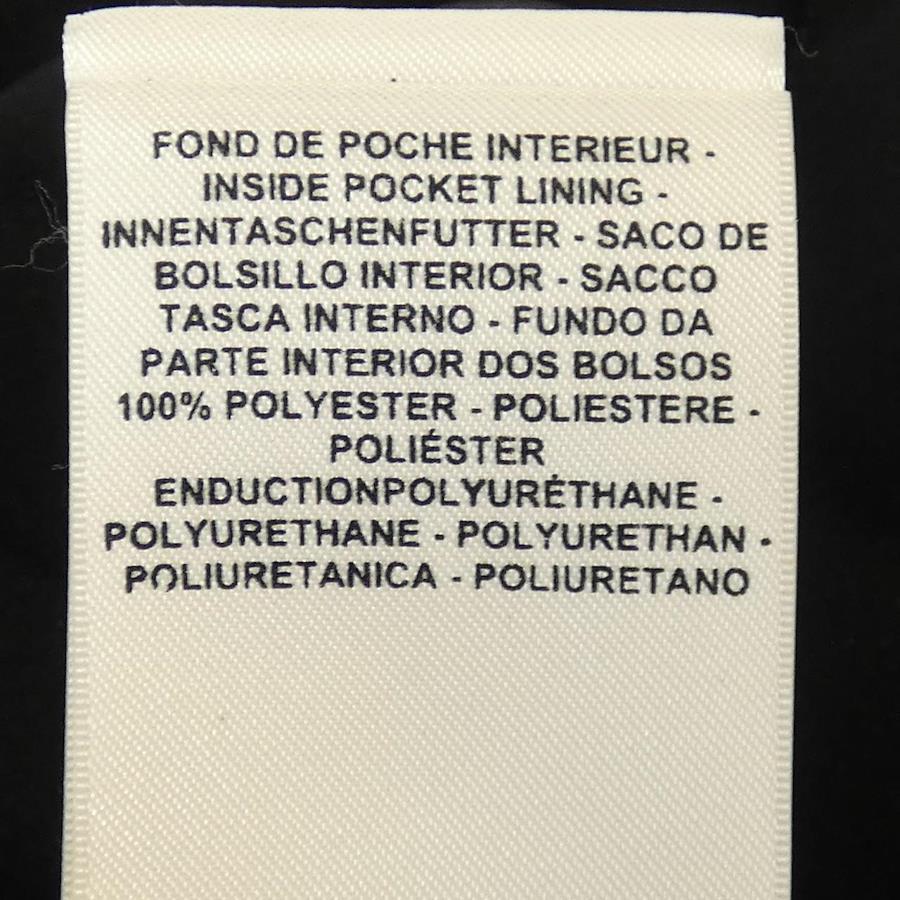 FOND DE POCHE INTERIEUR -
INSIDE POCKET LINING -
INNENTASCHENFUTTER - SACO DE
BOLSILLO INTERIOR - SACCO
TASCA INTERNO - FUNDO DA
PARTE INTERIOR DOS BOLSOS
100% POLYESTER - POLIESTERE -
POLIÉSTER
ENDUCTIONPOLYURÉTHANE -
POLYURETHANE - POLYURETHAN -
POLIURETANICA - POLIURETANO